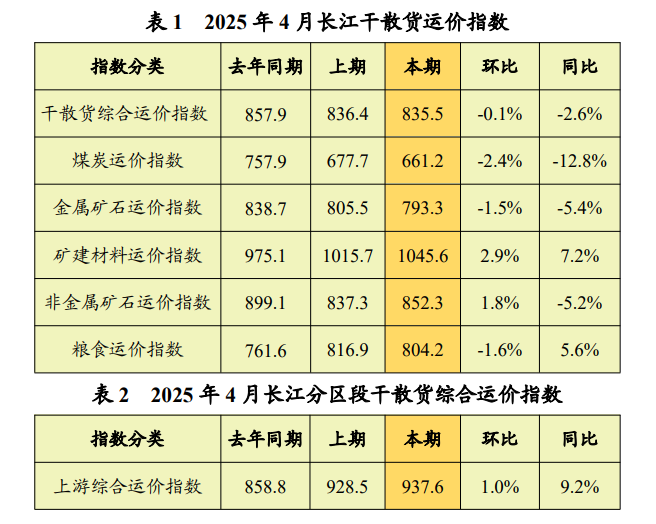 表 1 2025 年 4 月长江干散货运价指数
指数分类 去年同期 上期 本期 环比 同比
干散货综合运价指数 857.9 836.4 835.5 -0.1% -2.6%
煤炭运价指数 757.9 677.7 661.2 -2.4% -12.8%
金属矿石运价指数 838.7 805.5 793.3 -1.5% -5.4%
矿建材料运价指数 975.1 1015.7 1045.6 2.9% 7.2%
非金属矿石运价指数 899.1 837.3 852.3 1.8% -5.2%
粮食运价指数 761.6 816.9 804.2 -1.6% 5.6%
表 2 2025 年 4 月长江分区段干散货综合运价指数
指数分类 去年同期 上期 本期 环比 同比
上游综合运价指数 858.8 928.5 937.6 1.0% 9.2%